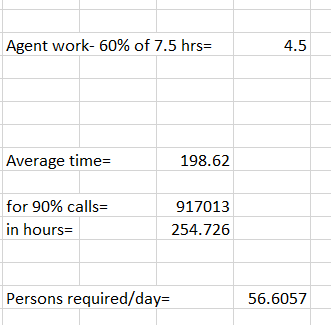 Agent work- 60% of 7.5 hrs= 4.5
Average time= 198.62
for 90% calls= 917013
in hours= 254.726
Persons required/day= 56.6057